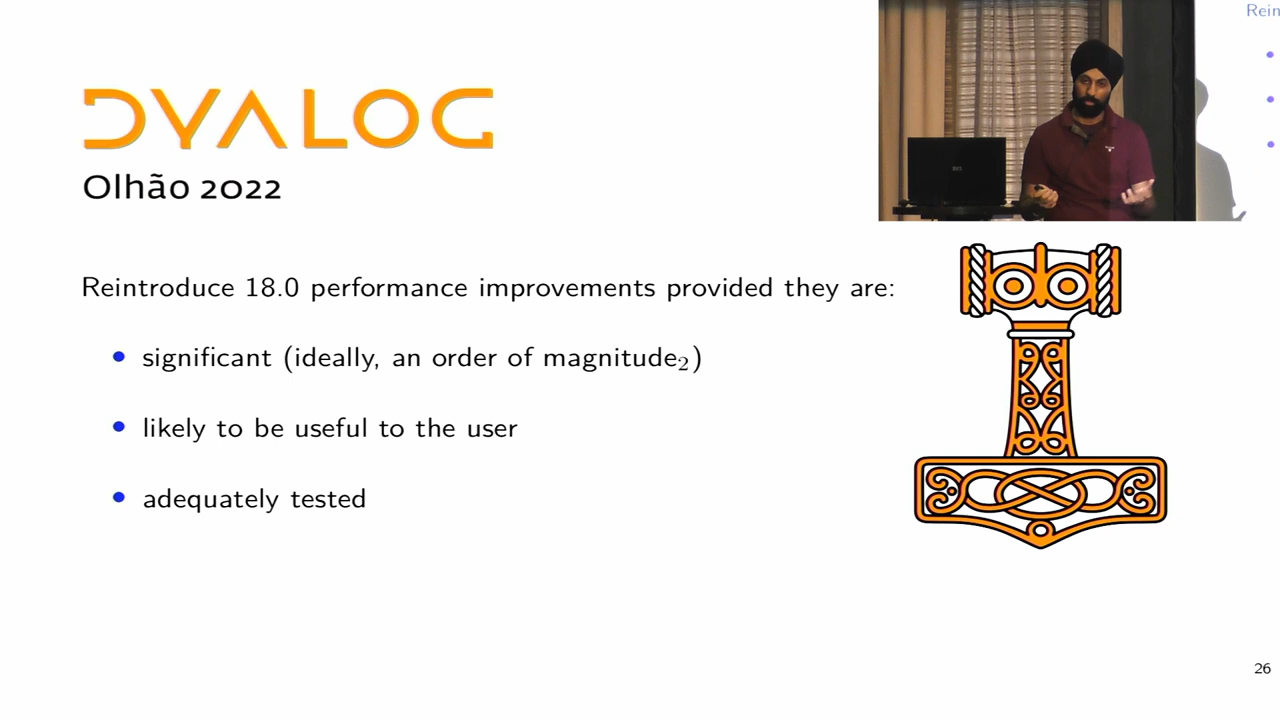 DYALOG
Olhão 2022
Rein
Reintroduce 18.0 performance improvements provided they are:
• significant (ideally, an order of magnitude₂)
• likely to be useful to the user
• adequately tested
26